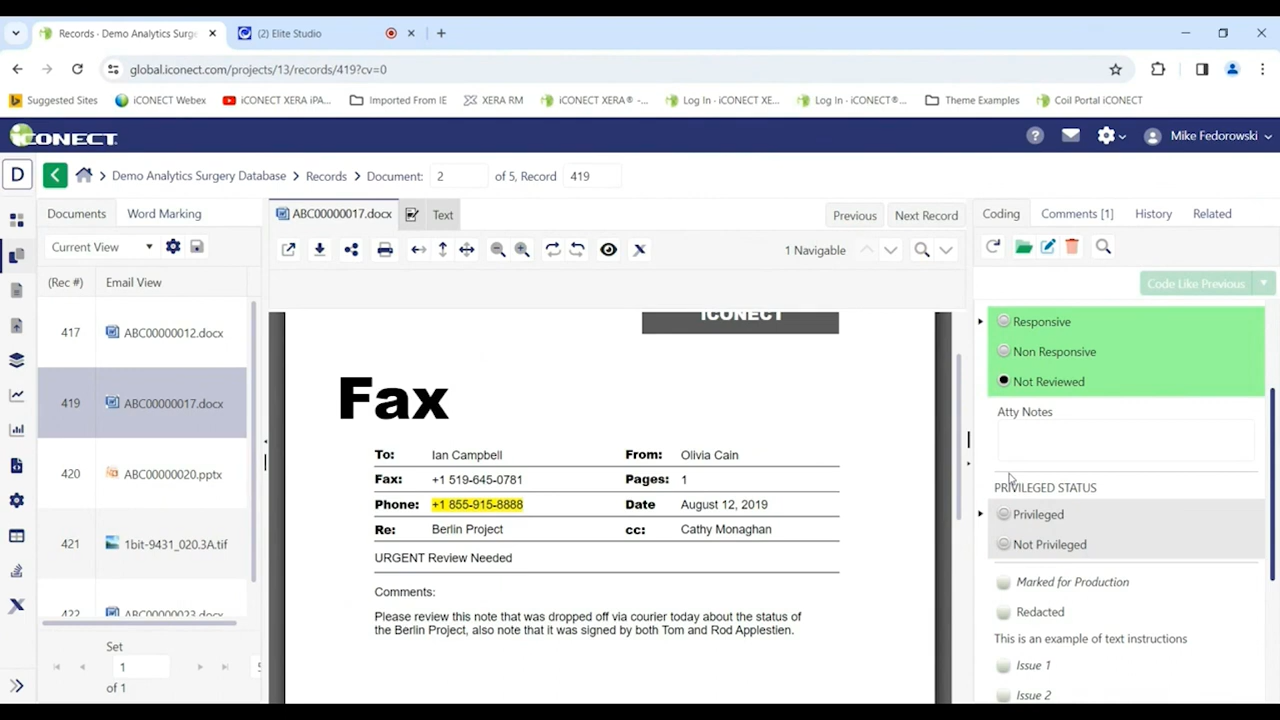 Records - Demo Analytics Surge
(2) Elite Studio
global.iconect.com/projects/13/records/419?cv=0
Suggested Sites
iCONECT Webex
iCONECT XERA iPA...
Imported From IE
XERA RM
iCONECT XERA® -...
Log In - iCONECT XE...
Log In - iCONECT®...
Theme Examples
Coil Portal iCONECT
iCONECT
Mike Fedorowski
D
Demo Analytics Surgery Database
Records
Document:
2
of 5, Record
419
Documents
Word Marking
ABC00000017.docx
Text
Previous
Next Record
Coding
Comments [1]
History
Related
Current View
1 Navigable
(Rec #)
Email View
Code Like Previous
417
ABC00000012.docx
419
ABC00000017.docx
420
ABC00000020.pptx
421
1bit-9431_020.3A.tif
422
ABC00000023.docx
Set
1
of 1
5
iCONECT
Fax
To: Ian Campbell From: Olivia Cain
Fax: +1 519-645-0781 Pages: 1
Phone: +1 855-915-8888 Date August 12, 2019
Re: Berlin Project cc: Cathy Monaghan
URGENT Review Needed
Comments:
Please review this note that was dropped off via courier today about the status of
the Berlin Project, also note that it was signed by both Tom and Rod Applestien.
Responsive
Non Responsive
Not Reviewed
Atty Notes
PRIVILEGED STATUS
Privileged
Not Privileged
Marked for Production
Redacted
This is an example of text instructions
Issue 1
Issue 2